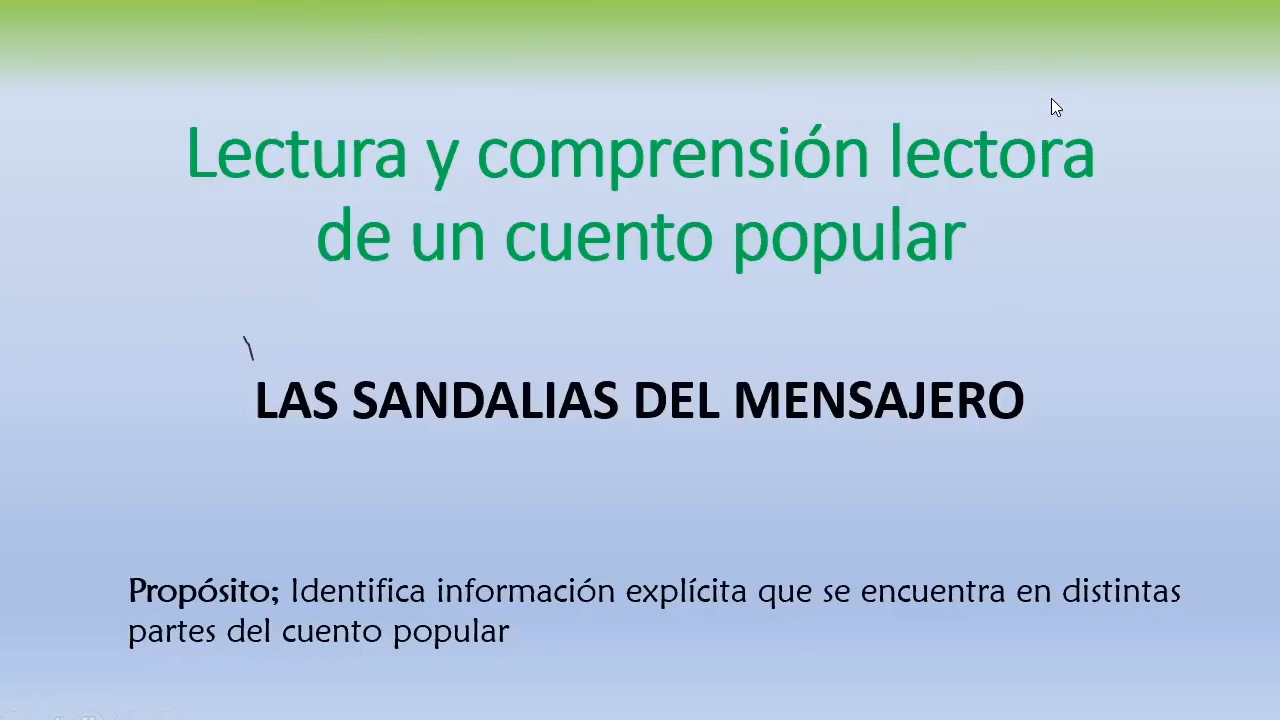 Lectura y comprensión lectora
de un cuento popular
LAS SANDALIAS DEL MENSAJERO
Propósito; Identifica información explícita que se encuentra en distintas
partes del cuento popular